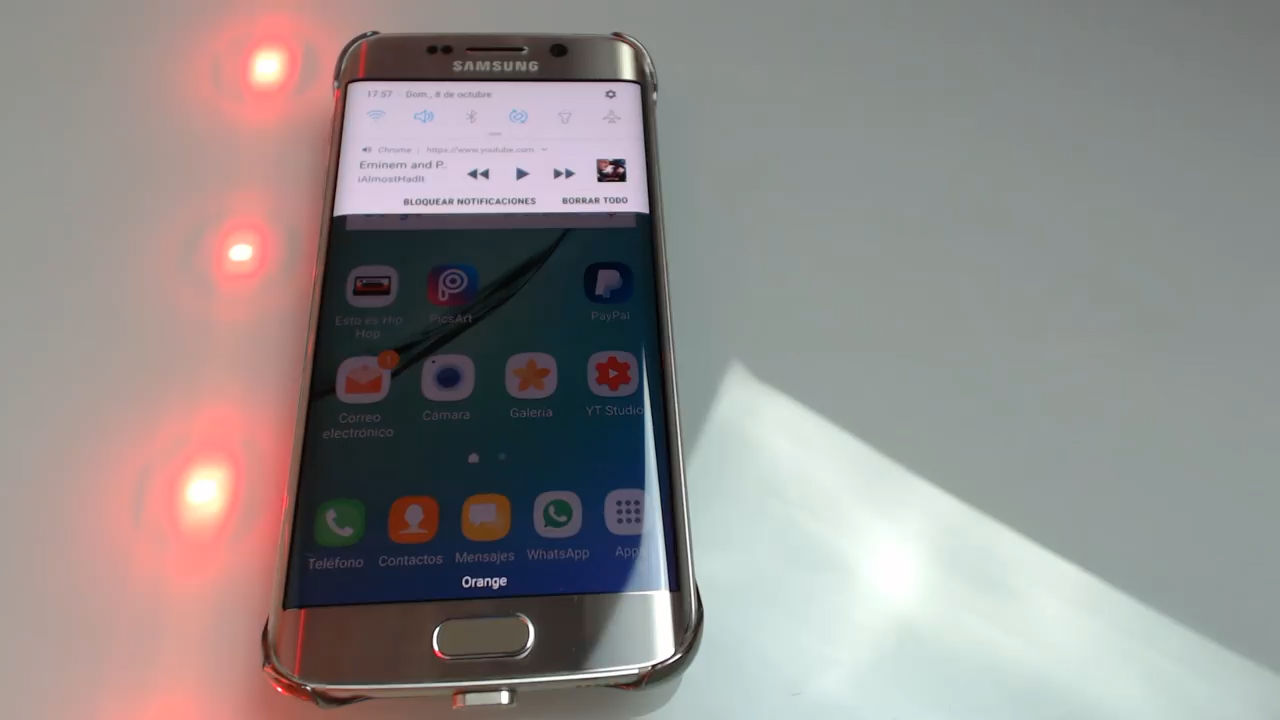 SAMSUNG
17:57 Dom., 8 de octubre
Chrome | https://www.youtube.com
Eminem and P..
iAlmostHadIt
BLOQUEAR NOTIFICACIONES BORRAR TODO
Esto es Hip Hop
PicsArt
PayPal
1
Correo electrónico
Cámara
Galería
YT Studio
Teléfono
Contactos
Mensajes
WhatsApp
Apps
Orange